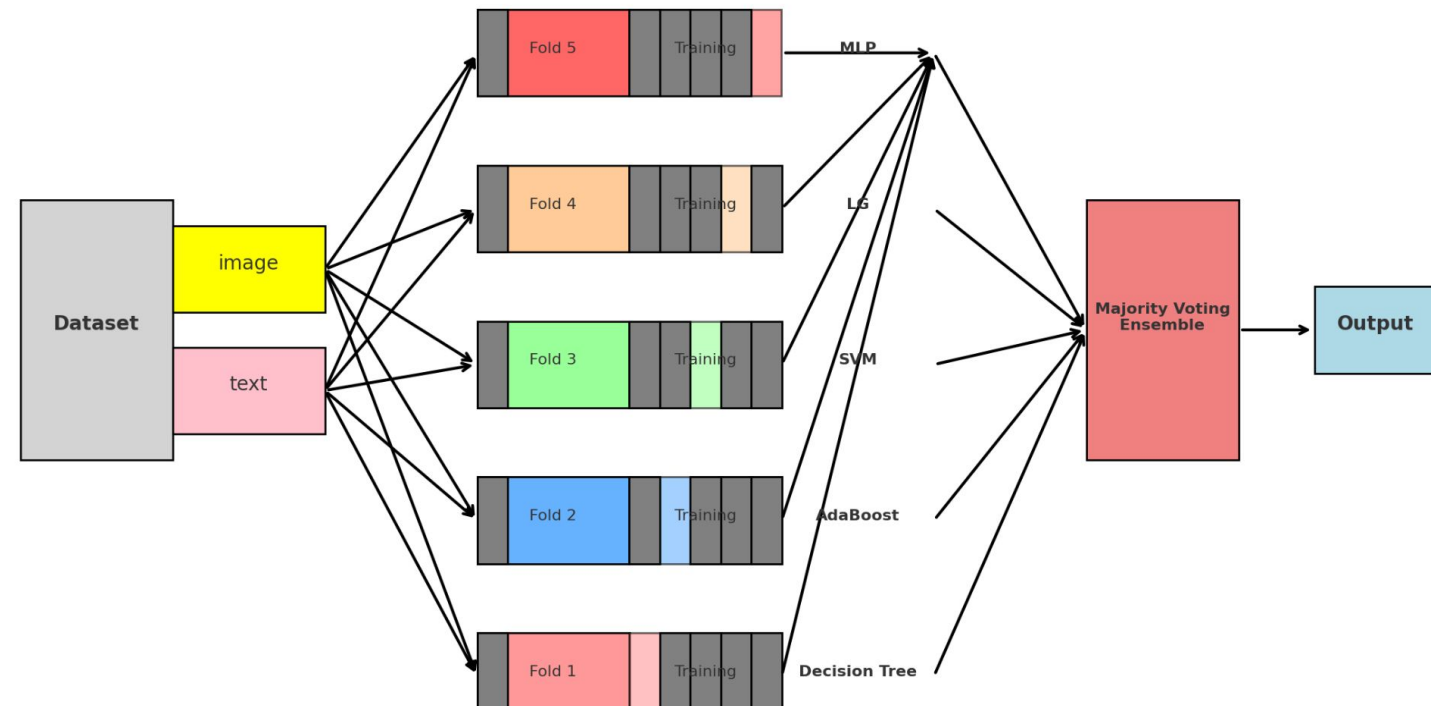 Fold 5
Training
MLP
Fold 4
Training
LG
image
Dataset
text
Fold 3
Training
SVM
Majority Voting
Ensemble
Output
Fold 2
Training
AdaBoost
Fold 1
Training
Decision Tree